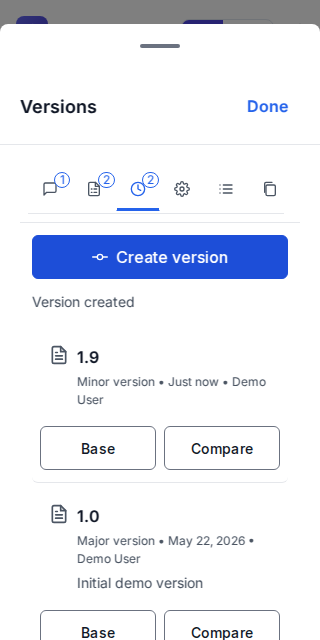 Versions
Done
1
2
2
Create version
Version created
1.9
Minor version • Just now • Demo
User
Base
Compare
1.0
Major version • May 22, 2026 •
Demo User
Initial demo version
Base
Compare